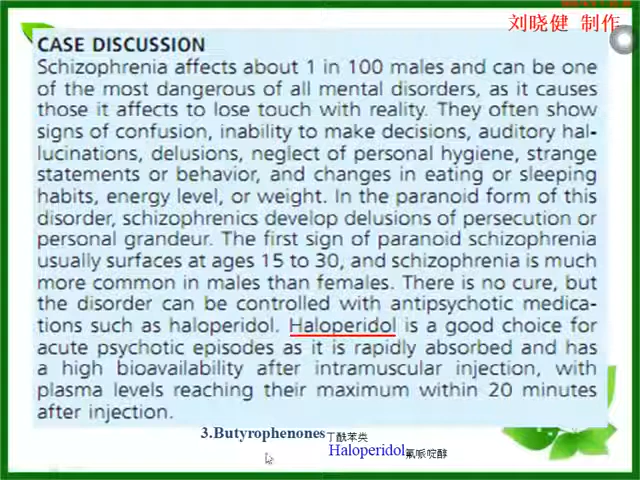 刘晓健 制作
CASE DISCUSSION
Schizophrenia affects about 1 in 100 males and can be one
of the most dangerous of all mental disorders, as it causes
those it affects to lose touch with reality. They often show
signs of confusion, inability to make decisions, auditory hal-
lucinations, delusions, neglect of personal hygiene, strange
statements or behavior, and changes in eating or sleeping
habits, energy level, or weight. In the paranoid form of this
disorder, schizophrenics develop delusions of persecution or
personal grandeur. The first sign of paranoid schizophrenia
usually surfaces at ages 15 to 30, and schizophrenia is much
more common in males than females. There is no cure, but
the disorder can be controlled with antipsychotic medica-
tions such as haloperidol. Haloperidol is a good choice for
acute psychotic episodes as it is rapidly absorbed and has
a high bioavailability after intramuscular injection, with
plasma levels reaching their maximum within 20 minutes
after injection.
3.Butyrophenones丁酰苯类
Haloperidol氟哌啶醇